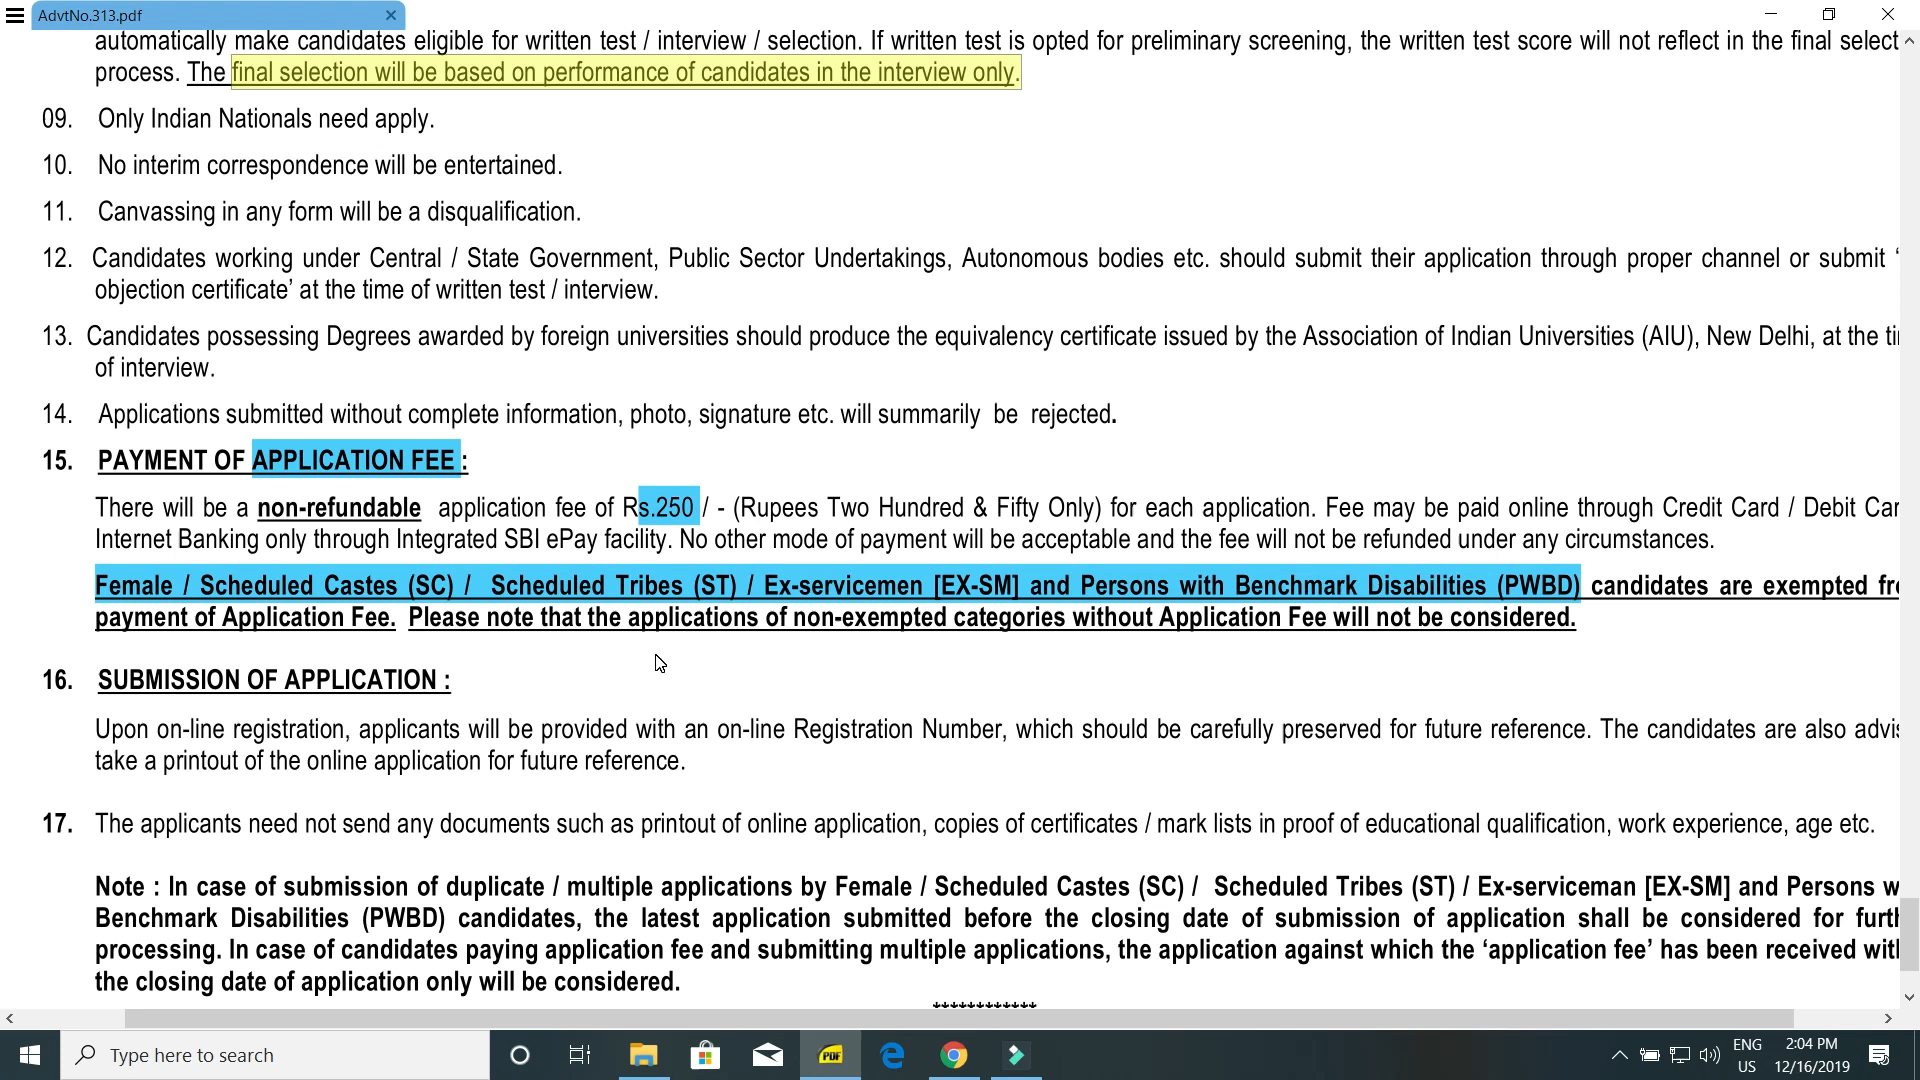 AdvtNo.313.pdf
automatically make candidates eligible for written test / interview / selection. If written test is opted for preliminary screening, the written test score will not reflect in the final select
process. The final selection will be based on performance of candidates in the interview only.
09. Only Indian Nationals need apply.
10. No interim correspondence will be entertained.
11. Canvassing in any form will be a disqualification.
12. Candidates working under Central / State Government, Public Sector Undertakings, Autonomous bodies etc. should submit their application through proper channel or submit ‘
objection certificate’ at the time of written test / interview.
13. Candidates possessing Degrees awarded by foreign universities should produce the equivalency certificate issued by the Association of Indian Universities (AIU), New Delhi, at the ti
of interview.
14. Applications submitted without complete information, photo, signature etc. will summarily be rejected.
15. PAYMENT OF APPLICATION FEE :
There will be a non-refundable application fee of Rs.250 / - (Rupees Two Hundred & Fifty Only) for each application. Fee may be paid online through Credit Card / Debit Car
Internet Banking only through Integrated SBI ePay facility. No other mode of payment will be acceptable and the fee will not be refunded under any circumstances.
Female / Scheduled Castes (SC) / Scheduled Tribes (ST) / Ex-servicemen [EX-SM] and Persons with Benchmark Disabilities (PWBD) candidates are exempted fr
payment of Application Fee. Please note that the applications of non-exempted categories without Application Fee will not be considered.
16. SUBMISSION OF APPLICATION :
Upon on-line registration, applicants will be provided with an on-line Registration Number, which should be carefully preserved for future reference. The candidates are also advis
take a printout of the online application for future reference.
17. The applicants need not send any documents such as printout of online application, copies of certificates / mark lists in proof of educational qualification, work experience, age etc.
Note : In case of submission of duplicate / multiple applications by Female / Scheduled Castes (SC) / Scheduled Tribes (ST) / Ex-serviceman [EX-SM] and Persons w
Benchmark Disabilities (PWBD) candidates, the latest application submitted before the closing date of submission of application shall be considered for furth
processing. In case of candidates paying application fee and submitting multiple applications, the application against which the ‘application fee’ has been received with
the closing date of application only will be considered.
************
Type here to search
PDF
ENG
US
2:04 PM
12/16/2019